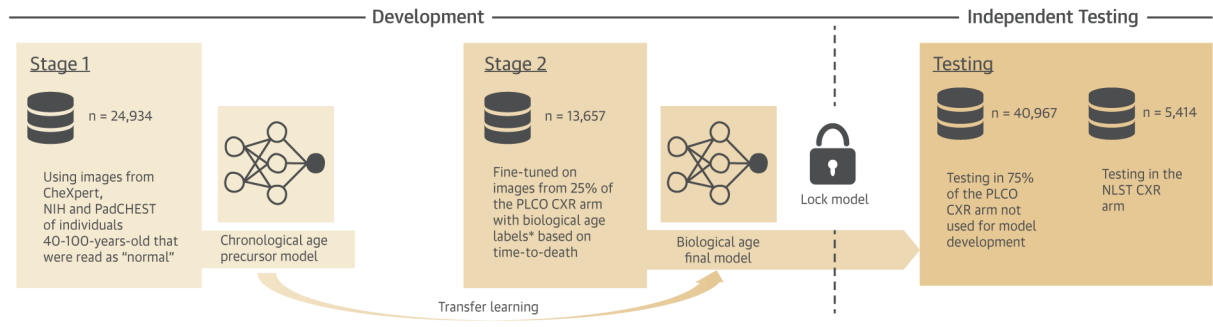 Development
Independent Testing
Stage 1
n = 24,934
Using images from
CheXpert,
NIH and PadCHEST
of individuals
40-100-years-old that
were read as “normal”
Chronological age
precursor model
Transfer learning
Stage 2
n = 13,657
Fine-tuned on
images from 25% of
the PLCO CXR arm
with biological age
labels* based on
time-to-death
Biological age
final model
Lock model
Testing
n = 40,967
Testing in 75%
of the PLCO
CXR arm not
used for model
development
n = 5,414
Testing in the
NLST CXR
arm